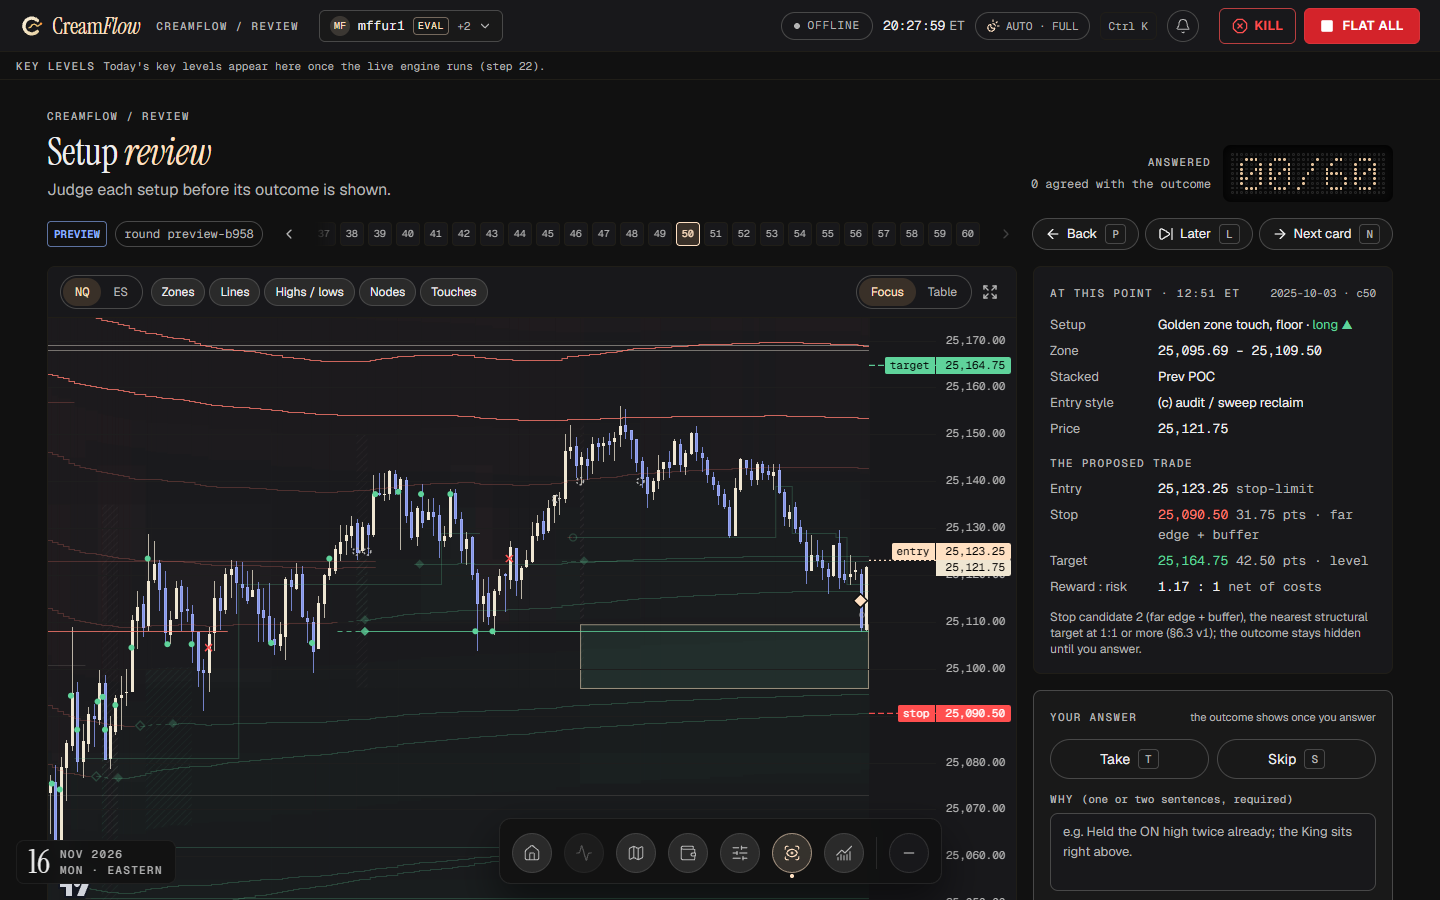 CreamFlow CREAMFLOW / REVIEW MF mffur1 EVAL +2 OFFLINE 20:27:59 ET AUTO · FULL Ctrl K KILL FLAT ALL
KEY LEVELS Today's key levels appear here once the live engine runs (step 22).
CREAMFLOW / REVIEW
Setup review
Judge each setup before its outcome is shown.
ANSWERED
0 agreed with the outcome
00/60
PREVIEW round preview-b958 37 38 39 40 41 42 43 44 45 46 47 48 49 50 51 52 53 54 55 56 57 58 59 60
Back P Later L Next card N
NQ ES Zones Lines Highs / lows Nodes Touches Focus Table
25,170.00
target 25,164.75
25,160.00
25,150.00
25,140.00
25,130.00
entry 25,123.25
25,121.75
25,110.00
25,100.00
stop 25,090.50
25,080.00
25,070.00
25,060.00
AT THIS POINT · 12:51 ET 2025-10-03 · c50
Setup Golden zone touch, floor · long ▲
Zone 25,095.69 – 25,109.50
Stacked Prev POC
Entry style (c) audit / sweep reclaim
Price 25,121.75
THE PROPOSED TRADE
Entry 25,123.25 stop-limit
Stop 25,090.50 31.75 pts · far
edge + buffer
Target 25,164.75 42.50 pts · level
Reward : risk 1.17 : 1 net of costs
Stop candidate 2 (far edge + buffer), the nearest structural
target at 1:1 or more (§6.3 v1); the outcome stays hidden
until you answer.
YOUR ANSWER the outcome shows once you answer
Take T Skip S
WHY (one or two sentences, required)
e.g. Held the ON high twice already; the King sits
right above.
16 NOV 2026
MON · EASTERN